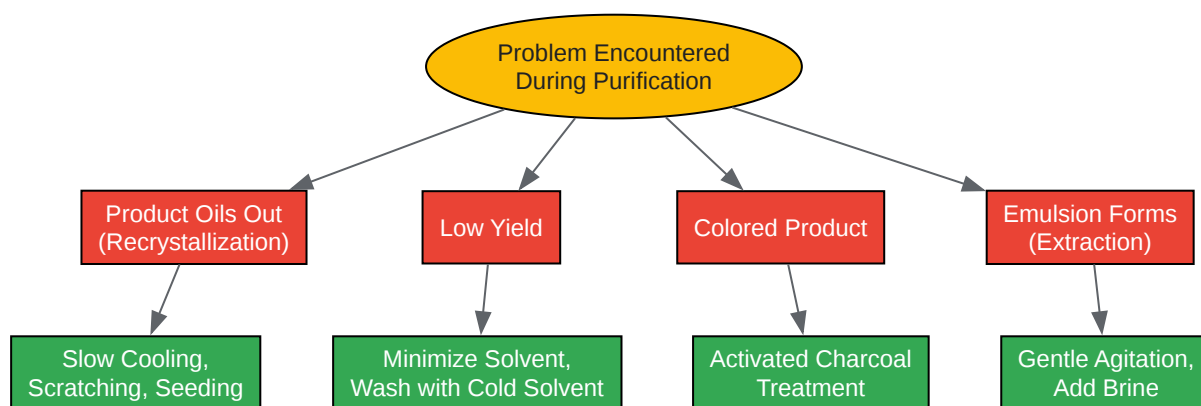 Problem Encountered
During Purification
Product Oils Out
(Recrystallization)
Low Yield
Colored Product
Emulsion Forms
(Extraction)
Slow Cooling,
Scratching, Seeding
Minimize Solvent,
Wash with Cold Solvent
Activated Charcoal
Treatment
Gentle Agitation,
Add Brine